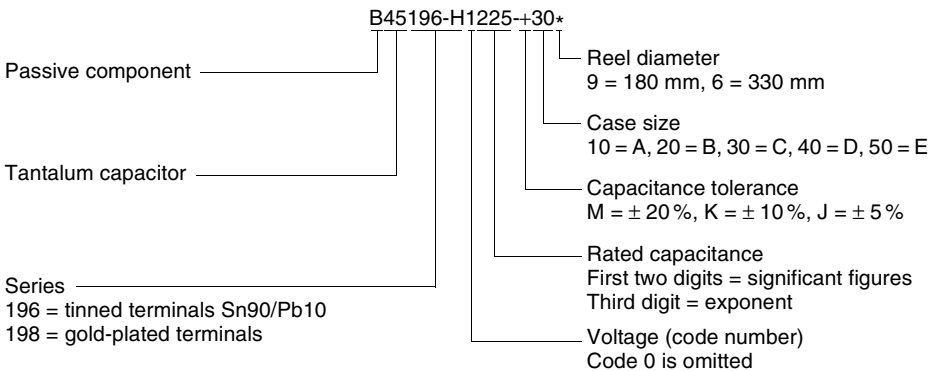 B45196-H1225-+30*
Passive component
Tantalum capacitor
Series
196 = tinned terminals Sn90/Pb10
198 = gold-plated terminals
Reel diameter
9 = 180 mm, 6 = 330 mm
Case size
10 = A, 20 = B, 30 = C, 40 = D, 50 = E
Capacitance tolerance
M = ± 20 %, K = ± 10 %, J = ± 5 %
Rated capacitance
First two digits = significant figures
Third digit = exponent
Voltage (code number)
Code 0 is omitted